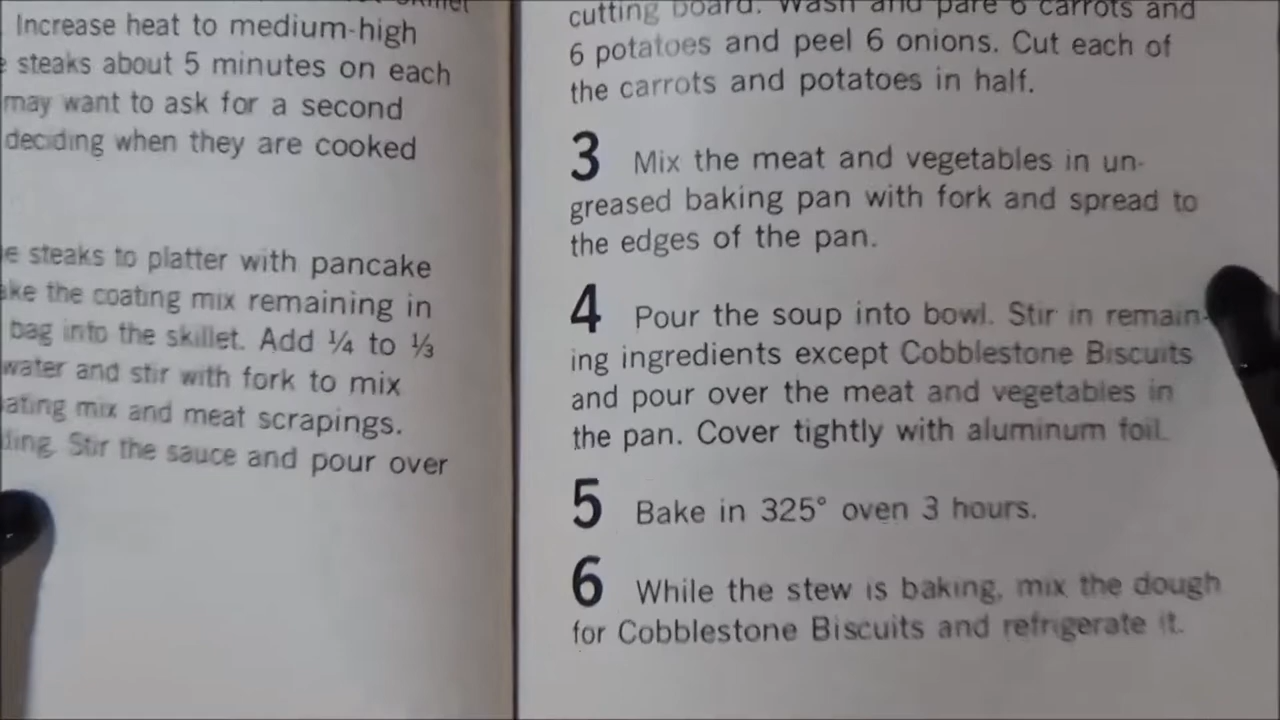 Increase heat to medium-high
steaks about 5 minutes on each
may want to ask for a second
deciding when they are cooked
steaks to platter with pancake
the coating mix remaining in
bag into the skillet. Add ¼ to ⅓
water and stir with fork to mix
mix and meat scrapings.
Stir the sauce and pour over
cutting board. Wash and pare 6 carrots and
6 potatoes and peel 6 onions. Cut each of
the carrots and potatoes in half.
3 Mix the meat and vegetables in un-
greased baking pan with fork and spread to
the edges of the pan.
4 Pour the soup into bowl. Stir in remain-
ing ingredients except Cobblestone Biscuits
and pour over the meat and vegetables in
the pan. Cover tightly with aluminum foil.
5 Bake in 325° oven 3 hours.
6 While the stew is baking, mix the dough
for Cobblestone Biscuits and refrigerate it.